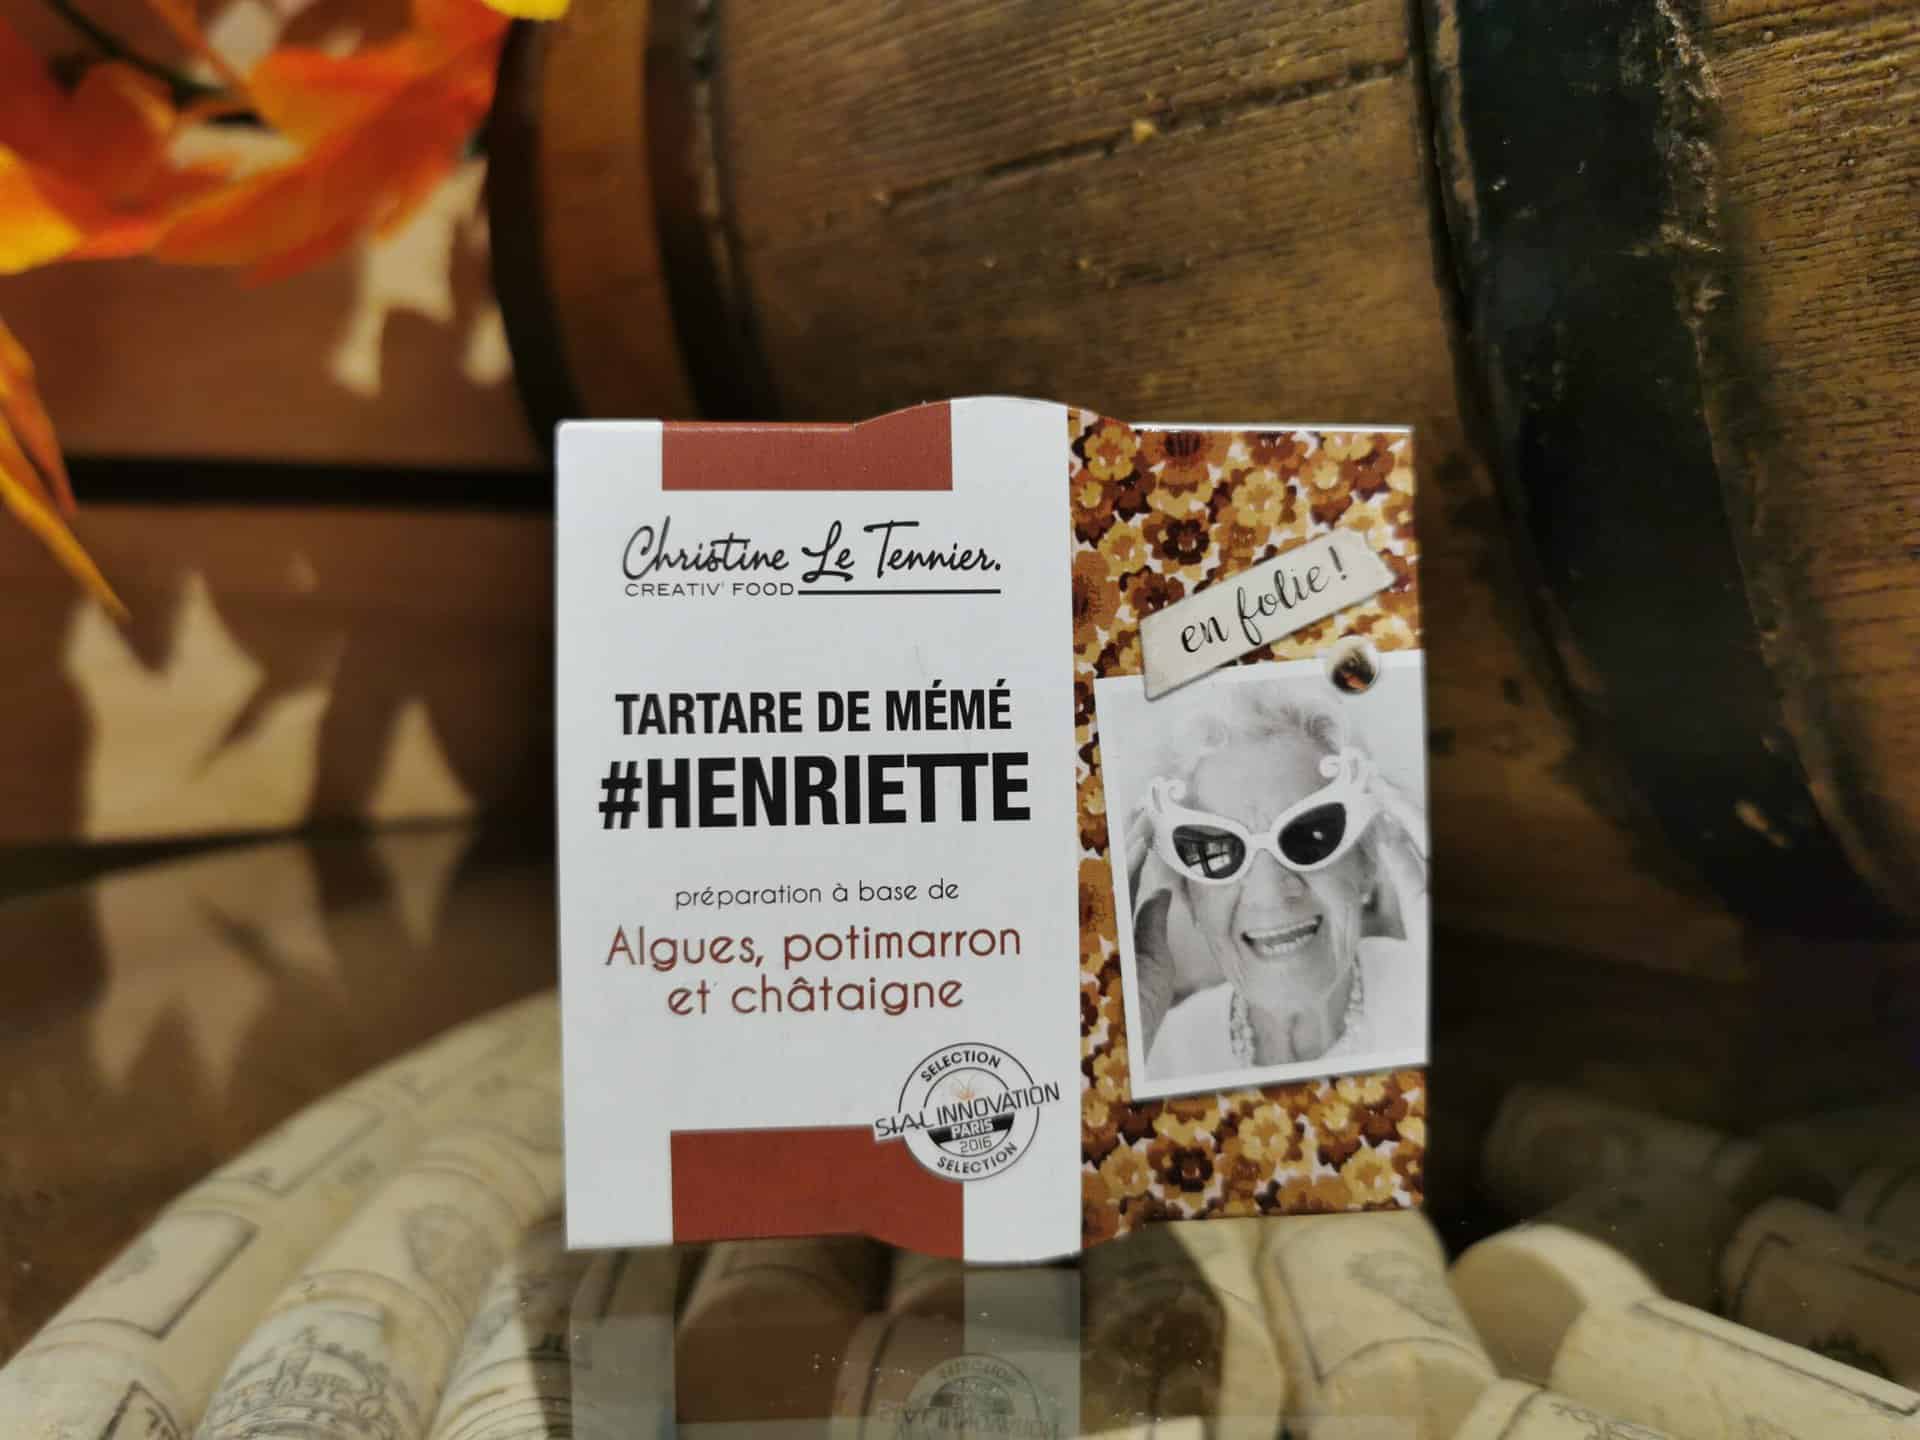 Christine Le Tennier.
CREATIV' FOOD
TARTARE DE MÉMÉ
#HENRIETTE
préparation à base de
Algues, potimarron
et châtaigne
SELECTION
SIAL INNOVATION
PARIS
2016
SELECTION
en folie!